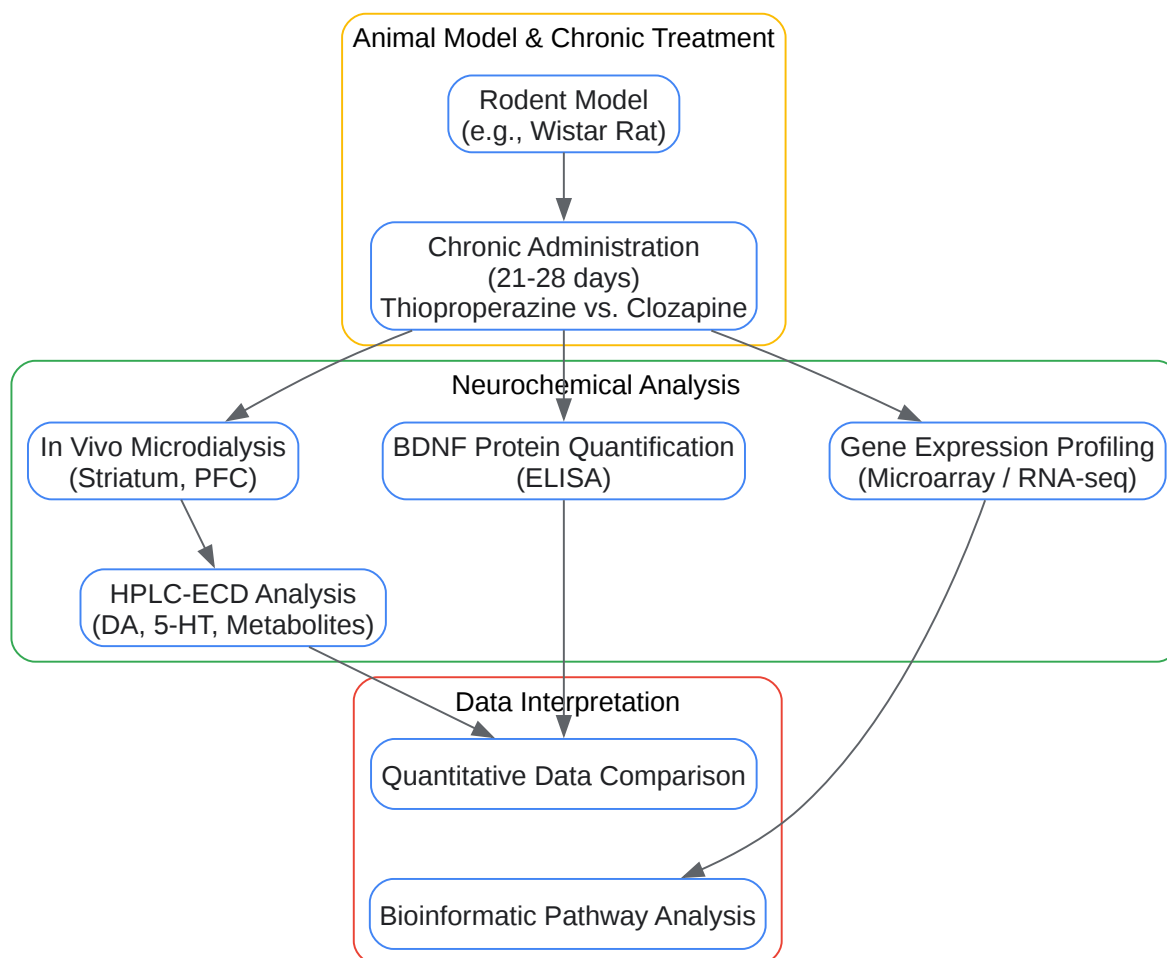 Animal Model & Chronic Treatment
Rodent Model
(e.g., Wistar Rat)
Chronic Administration
(21-28 days)
Thioproperazine vs. Clozapine
Neurochemical Analysis
In Vivo Microdialysis
(Striatum, PFC)
BDNF Protein Quantification
(ELISA)
Gene Expression Profiling
(Microarray / RNA-seq)
HPLC-ECD Analysis
(DA, 5-HT, Metabolites)
Data Interpretation
Quantitative Data Comparison
Bioinformatic Pathway Analysis